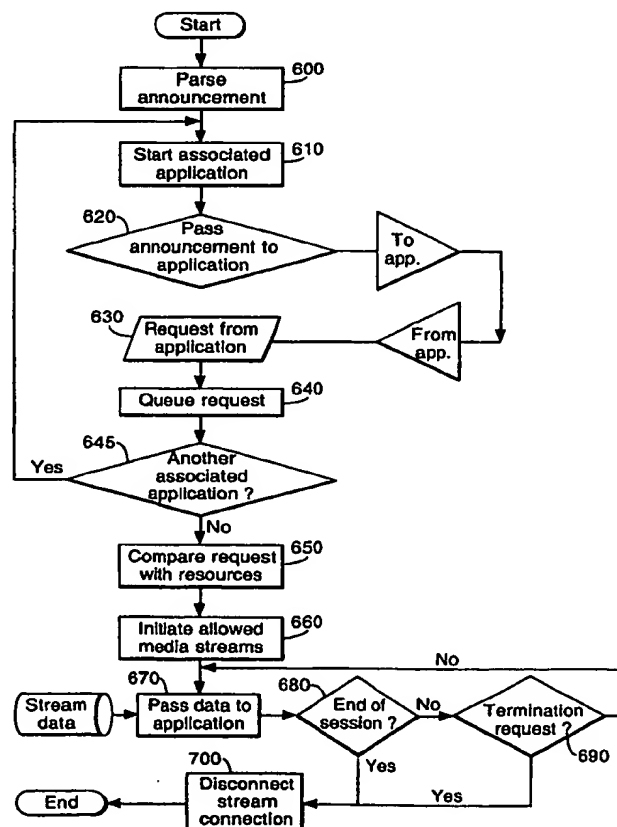 Start
600
Parse
announcement
610
Start associated
application
620
Pass
announcement to
application
To
app.
630
Request from
application
From
app.
640
Queue request
645
Yes
Another
associated
application ?
No
650
Compare request
with resources
660
Initiate allowed
media streams
No
670
680
Stream
data
Pass data to
application
End of
session ?
No
Termination
request ?
690
700
Yes
Yes
End
Disconnect
stream
connection